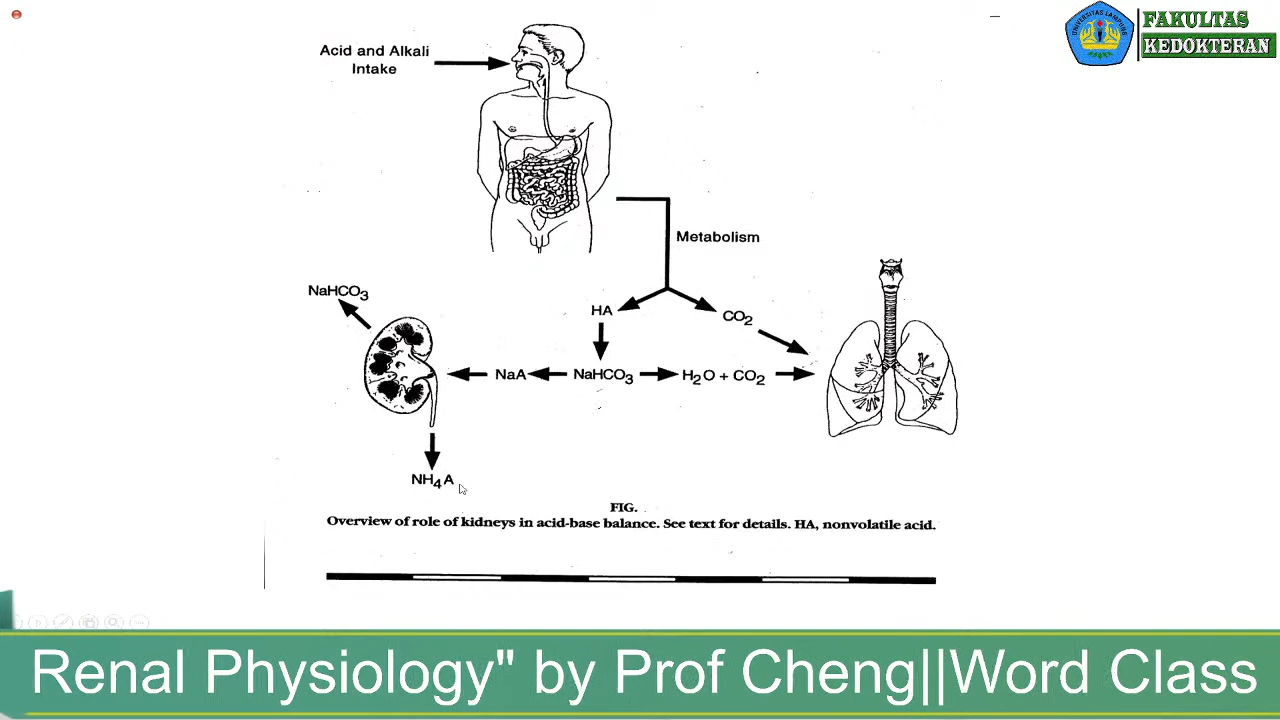 UNIVERSITAS LAMPUNG
FAKULTAS
KEDOKTERAN
Acid and Alkali
Intake
Metabolism
NaHCO3
HA
CO2
NaA
NaHCO3
H2O + CO2
NH4A
FIG.
Overview of role of kidneys in acid-base balance. See text for details. HA, nonvolatile acid.
Renal Physiology" by Prof Cheng||Word Class